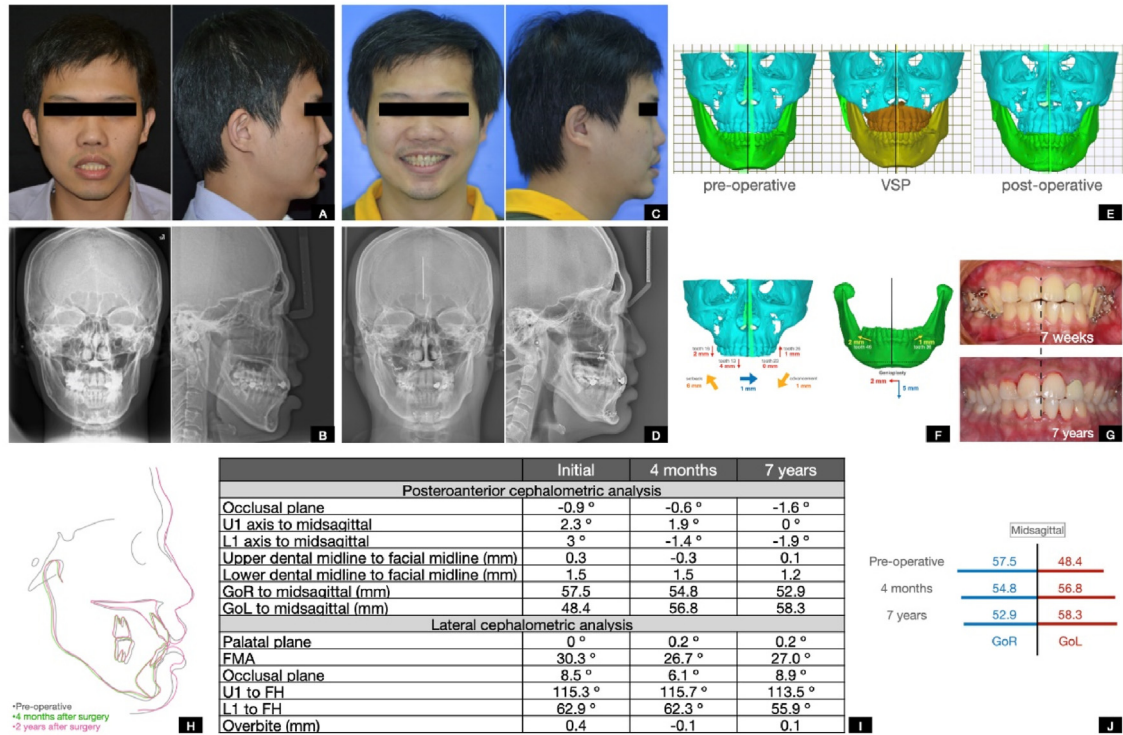 A
C
pre-operative VSP post-operative
E
B
D
tooth 16
2 mm
tooth 13
4 mm
tooth 23
6 mm
tooth 26
1 mm
6 mm
1 mm
advancement
1 mm
2 mm
tooth 46
1 mm
tooth 36
Genioplasty
2 mm
5 mm
F
7 weeks
7 years
G
•Pre-operative
•4 months after surgery
•2 years after surgery
H
Initial 4 months 7 years
Posteroanterior cephalometric analysis
Occlusal plane -0.9 º -0.6 º -1.6 º
U1 axis to midsagittal 2.3 º 1.9 º 0º
L1 axis to midsagittal 3 º -1.4 º -1.9 º
Upper dental midline to facial midline (mm) 0.3 -0.3 0.1
Lower dental midline to facial midline (mm) 1.5 1.5 1.2
GoR to midsagittal (mm) 57.5 54.8 52.9
GoL to midsagittal (mm) 48.4 56.8 58.3
Lateral cephalometric analysis
Palatal plane 0 º 0.2 º 0.2 º
FMA 30.3 º 26.7 º 27.0 º
Occlusal plane 8.5 º 6.1 º 8.9 º
U1 to FH 115.3 º 115.7 º 113.5 º
L1 to FH 62.9 º 62.3 º 55.9 º
Overbite (mm) 0.4 -0.1 0.1
I
Midsagittal
Pre-operative 57.5 48.4
4 months 54.8 56.8
7 years 52.9 58.3
GoR GoL
J